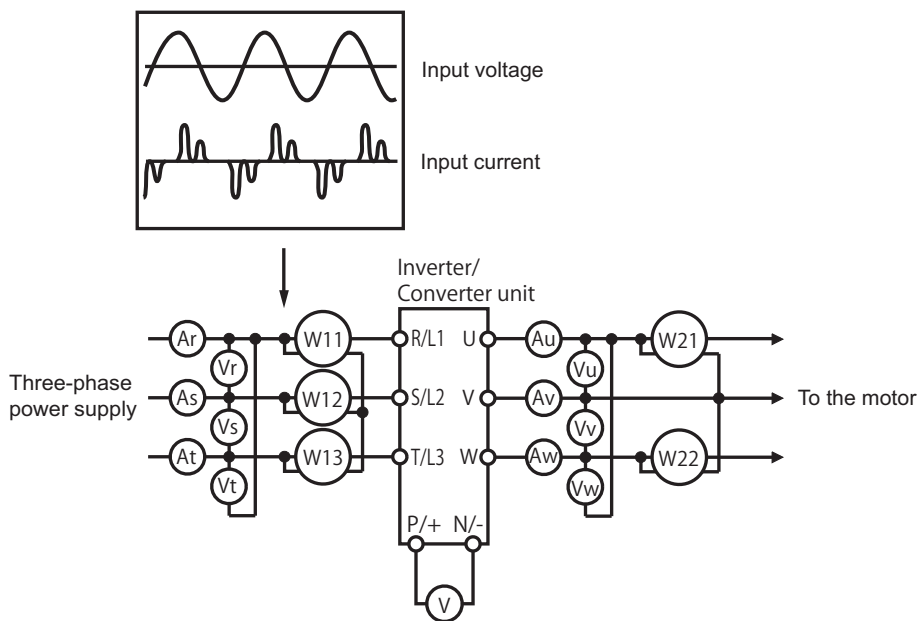 Input voltage
Input current
Inverter/
Converter unit
Ar
W11
R/L1
U
Au
W21
Vr
Vu
Three-phase
power supply
As
W12
S/L2
V
Av
To the motor
Vs
Vv
At
W13
T/L3
W
Aw
W22
Vt
Vw
P/+
N/-
V